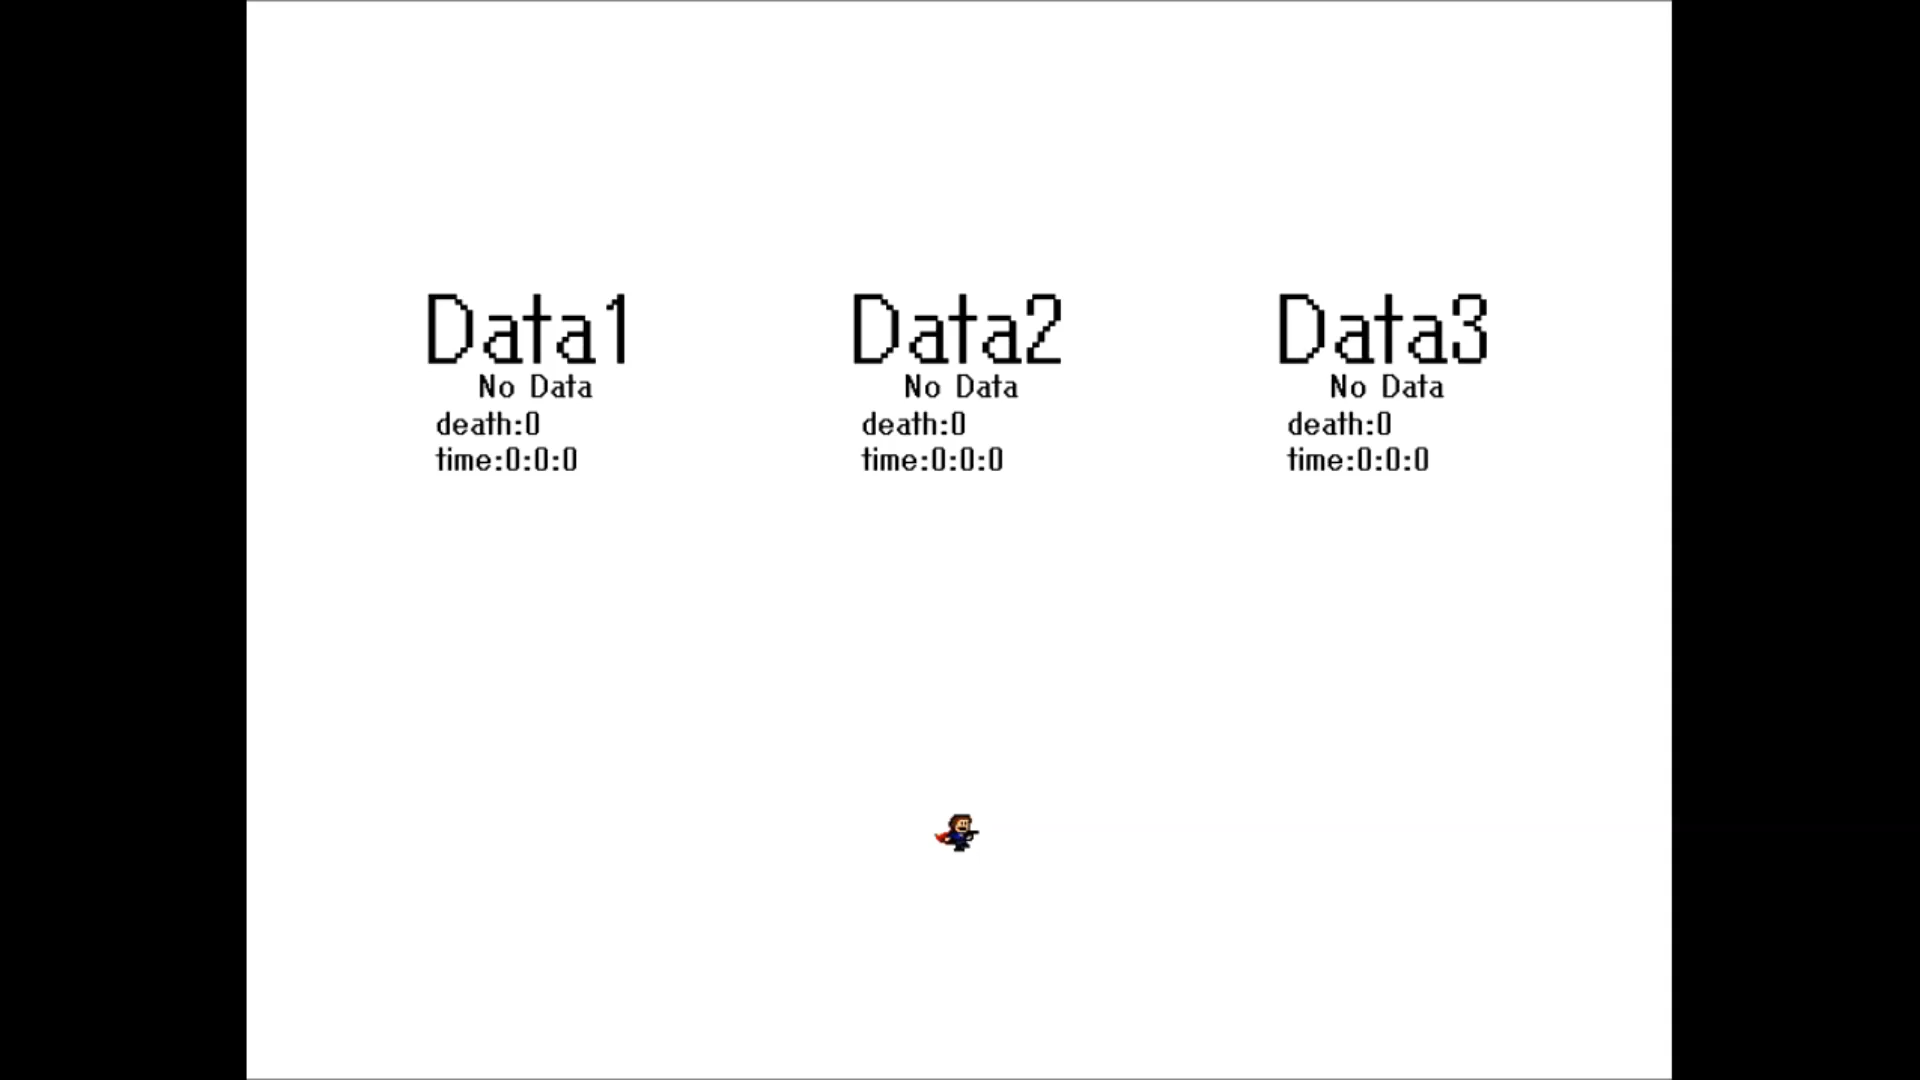 Data1
No Data
death:0
time:0:0:0
Data2
No Data
death:0
time:0:0:0
Data3
No Data
death:0
time:0:0:0